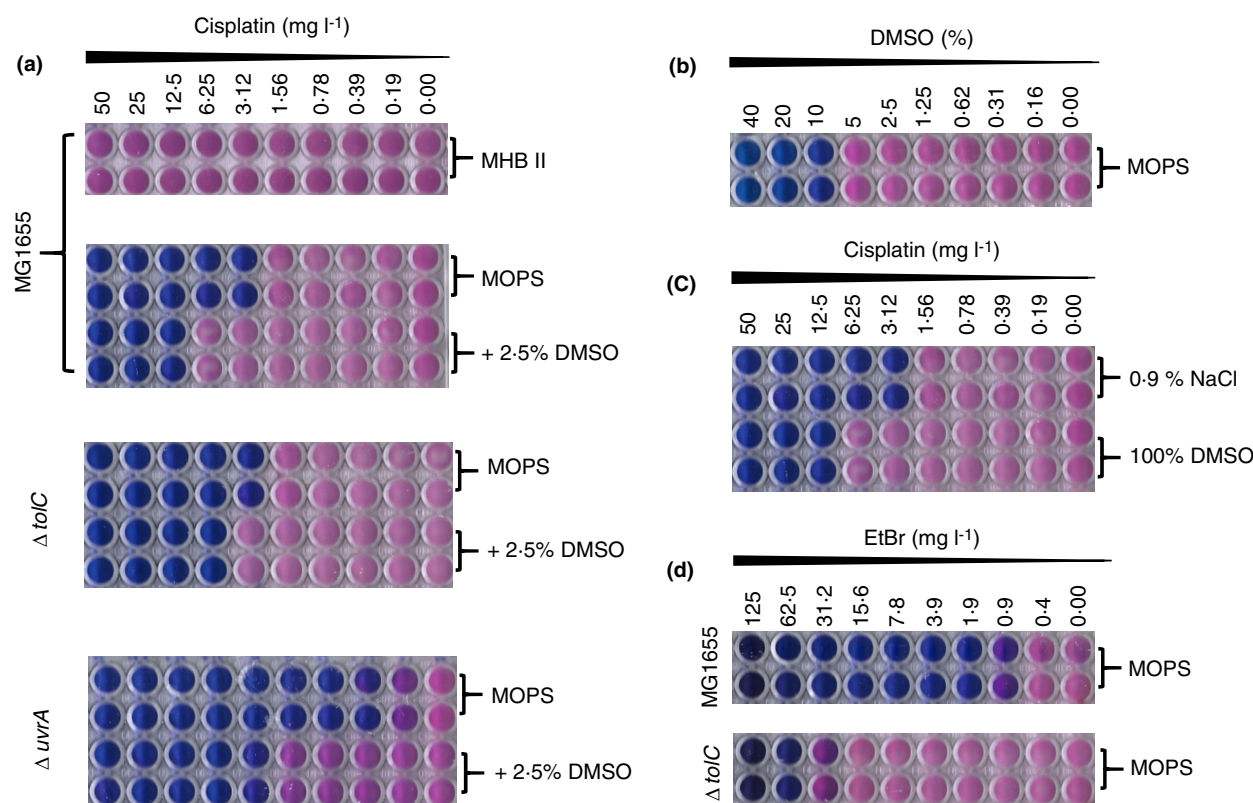 (a)
Cisplatin (mg l-1)
50 25 12·5 6·25 3·12 1·56 0·78 0·39 0·19 0·00
MG1655
MHB II
MOPS
+ 2·5% DMSO
Δ tolC
MOPS
+ 2·5% DMSO
Δ uvrA
MOPS
+ 2·5% DMSO
(b)
DMSO (%)
40 20 10 5 2·5 1·25 0·62 0·31 0·16 0·00
MOPS
(C)
Cisplatin (mg l-1)
50 25 12·5 6·25 3·12 1·56 0·78 0·39 0·19 0·00
0·9 % NaCl
100% DMSO
(d)
EtBr (mg l-1)
125 62·5 31·2 15·6 7·8 3·9 1·9 0·9 0·4 0·00
MG1655
MOPS
Δ tolC
MOPS